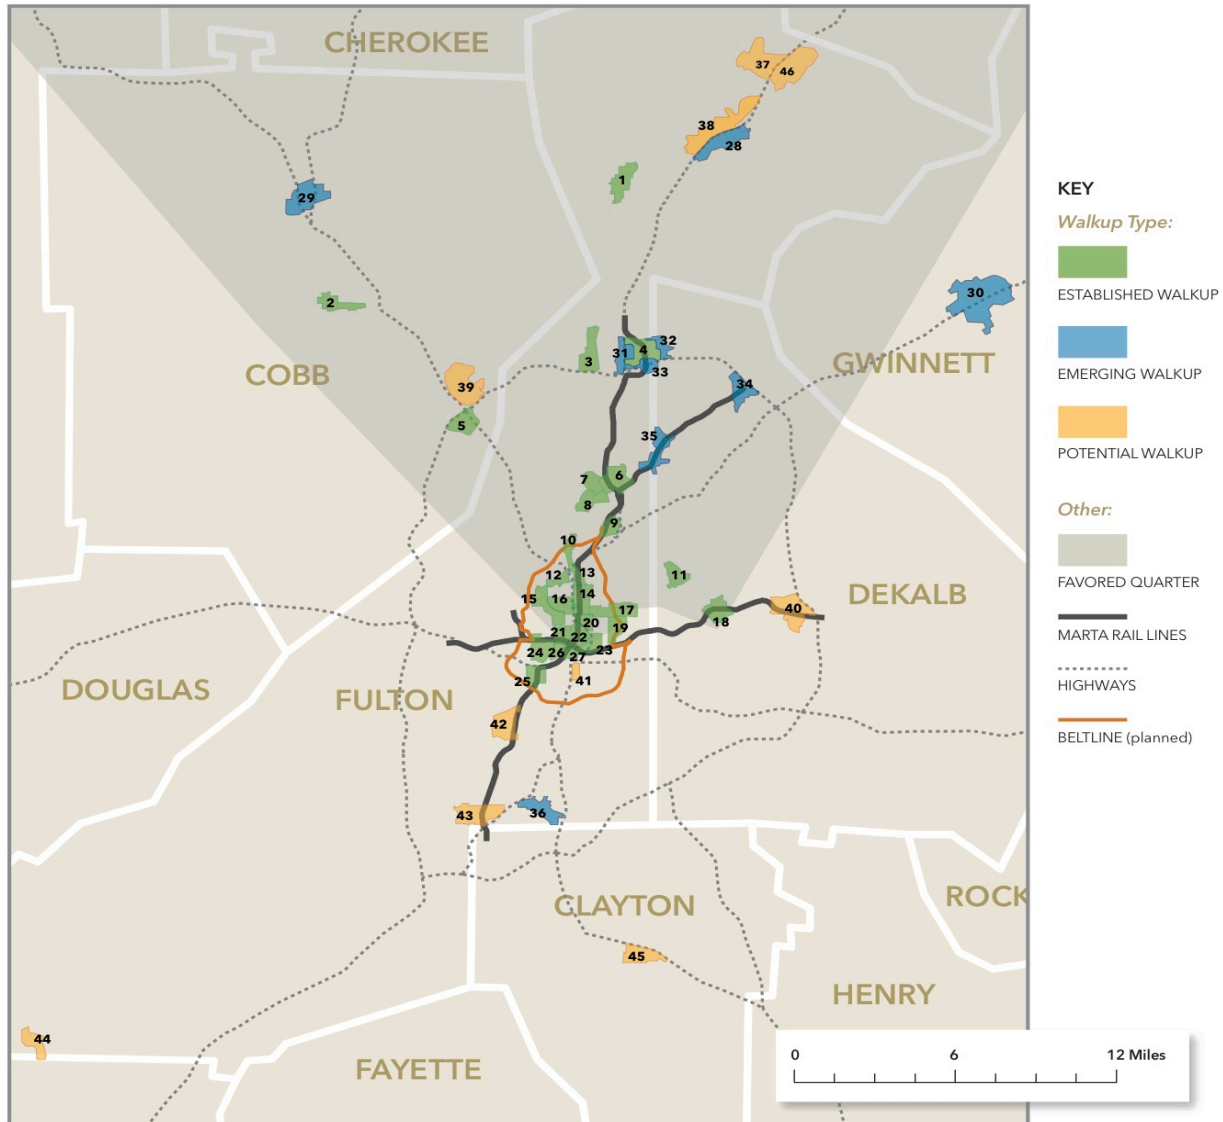 CHEROKEE
37
46
38
28
1
29
30
2
32
31
4
3
33
GWINNETT
COBB
39
34
5
35
6
7
8
9
10
13
12
11
14
15
16
DEKALB
17
40
18
20
19
21
22
23
24
26
27
25
41
DOUGLAS
FULTON
42
43
36
ROCK
CLAYTON
45
HENRY
44
FAYETTE
KEY
Walkup Type:
ESTABLISHED WALKUP
EMERGING WALKUP
POTENTIAL WALKUP
Other:
FAVORED QUARTER
MARTA RAIL LINES
HIGHWAYS
BELTLINE (planned)
0 6 12 Miles